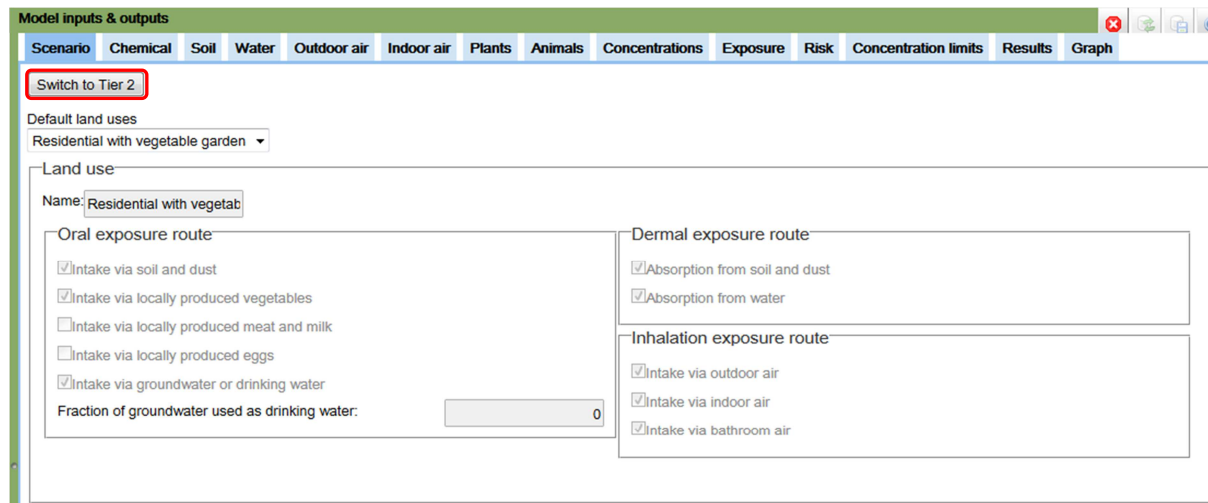 Model inputs & outputs
Scenario Chemical Soil Water Outdoor air Indoor air Plants Animals Concentrations Exposure Risk Concentration limits Results Graph
Switch to Tier 2
Default land uses
Residential with vegetable garden
Land use
Name: Residential with vegetab
Oral exposure route
Intake via soil and dust
Intake via locally produced vegetables
Intake via locally produced meat and milk
Intake via locally produced eggs
Intake via groundwater or drinking water
Fraction of groundwater used as drinking water: 0
Dermal exposure route
Absorption from soil and dust
Absorption from water
Inhalation exposure route
Intake via outdoor air
Intake via indoor air
Intake via bathroom air